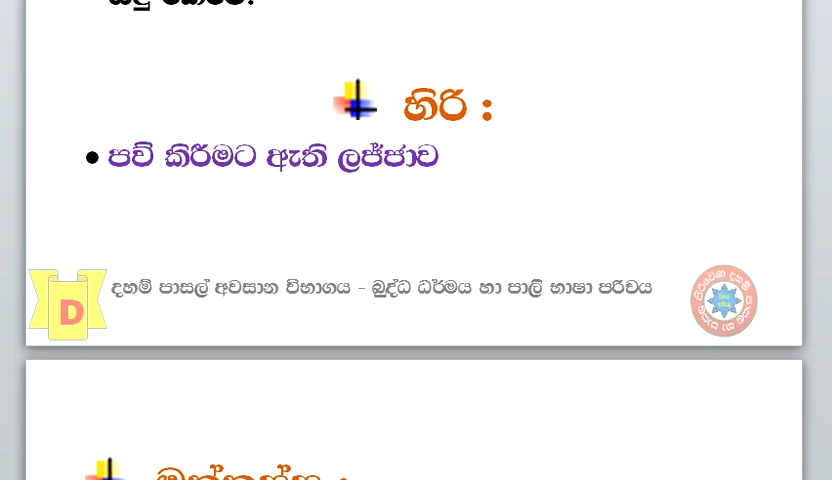 හිරි :
● පව් කිරීමට ඇති ලජ්ජාව
D
දහම් පාසල් අවසාන විභාගය - බුද්ධ ධර්මය හා පාලි භාෂා පරිචය